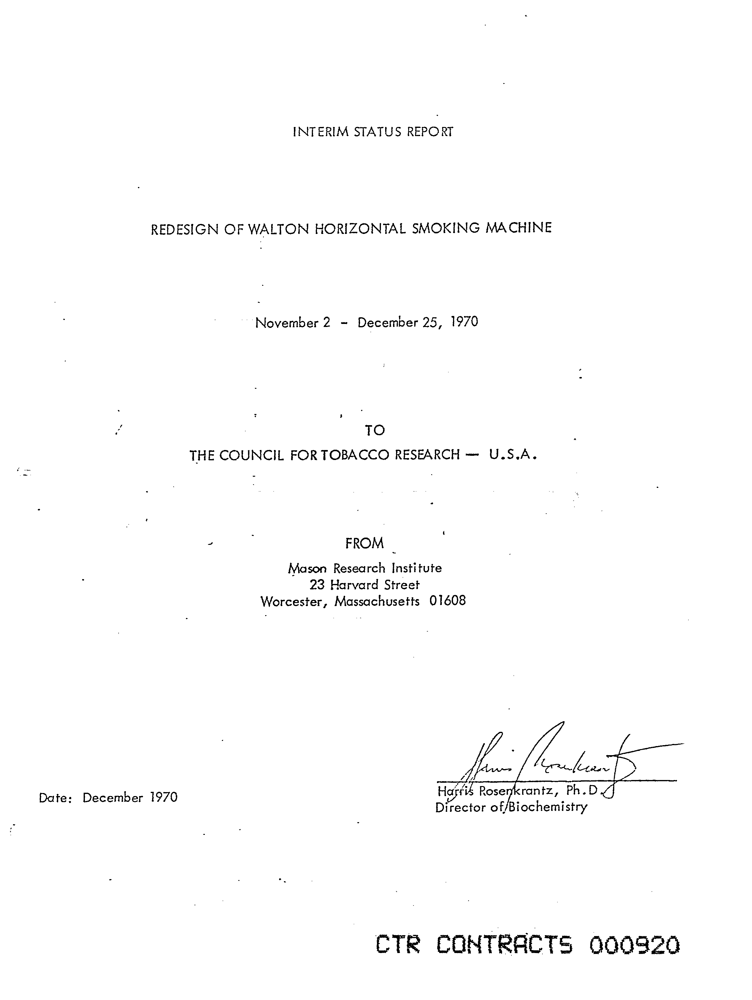 INTERIM STATUS REPORT
REDESIGN OF WALTON HORIZONTAL SMOKING MACHINE
November 2 – December 25, 1970
TO
THE COUNCIL FOR TOBACCO RESEARCH — U.S.A.
FROM
Mason Research Institute
23 Harvard Street
Worcester, Massachusetts 01608
Harris Rosenkrantz
Harris Rosenkrantz, Ph.D.
Date: December 1970
Director of Biochemistry
CTR CONTRACTS 000920